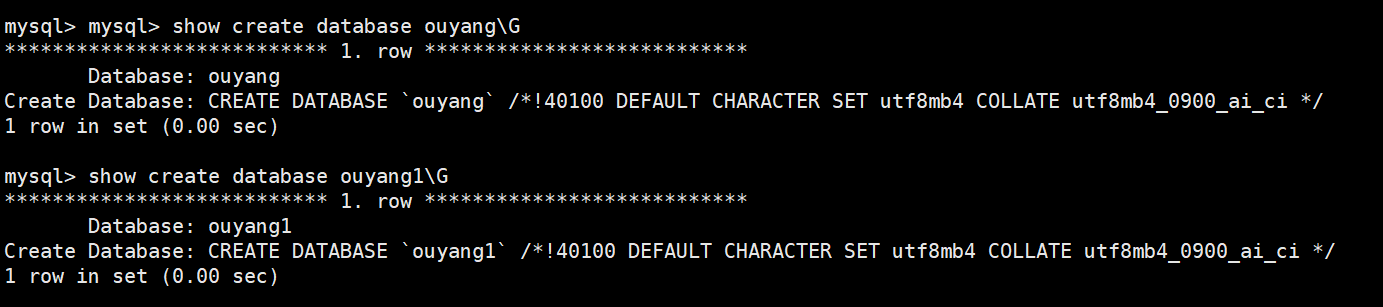 mysql> mysql> show create database ouyang\G
*************************** 1. row ***************************
       Database: ouyang
Create Database: CREATE DATABASE `ouyang` /*!40100 DEFAULT CHARACTER SET utf8mb4 COLLATE utf8mb4_0900_ai_ci */
1 row in set (0.00 sec)

mysql> show create database ouyang1\G
*************************** 1. row ***************************
       Database: ouyang1
Create Database: CREATE DATABASE `ouyang1` /*!40100 DEFAULT CHARACTER SET utf8mb4 COLLATE utf8mb4_0900_ai_ci */
1 row in set (0.00 sec)